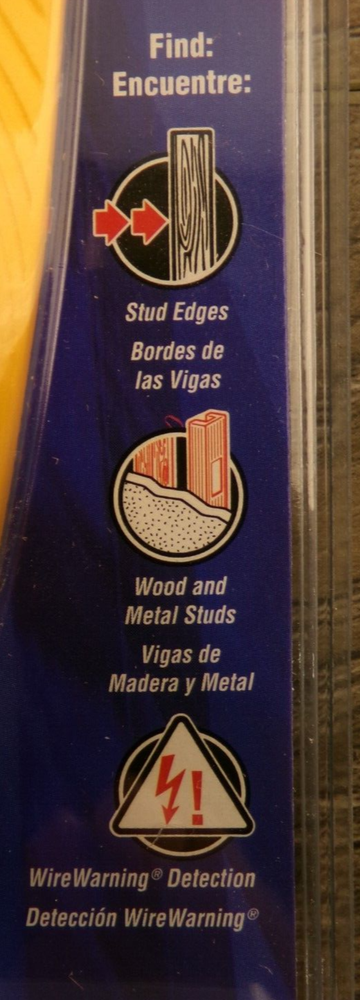 Find:
Encuentre:
Stud Edges
Bordes de
las Vigas
Wood and
Metal Studs
Vigas de
Madera y Metal
!
WireWarning® Detection
Detección WireWarning®